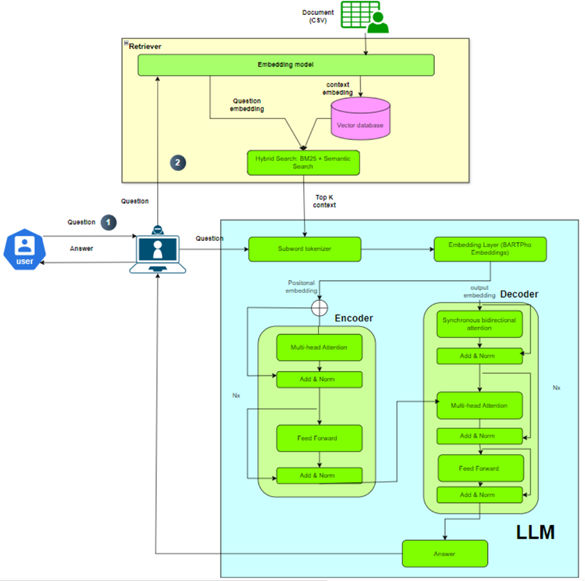 Document
(CSV)
Retriever
Embedding model
Question
embedding
context
embeding
Vector database
Hybrid Search: BM25 + Semantic
Search
2
Question
Top K
context
Question
1
Answer
user
Question
Subword tokenizer
Embedding Layer (BARTPho
Embeddings)
Positional
embedding
output
embedding
Encoder
Decoder
Synchronous bidirectional
attention
Add & Norm
Multi-head Attention
Add & Norm
Nx
Feed Forward
Add & Norm
Nx
Multi-head Attention
Add & Norm
Feed Forward
Add & Norm
LLM
Answer